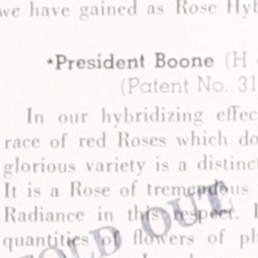 we have gained as Rose Hyb
*President Boone (H
(Patent No. 31
In our hybridizing effec
race of red Roses which do
glorious variety is a distinc
It is a Rose of tremendous
Radiance in this respect. I
quantities of flowers of pl
SOLD OUT